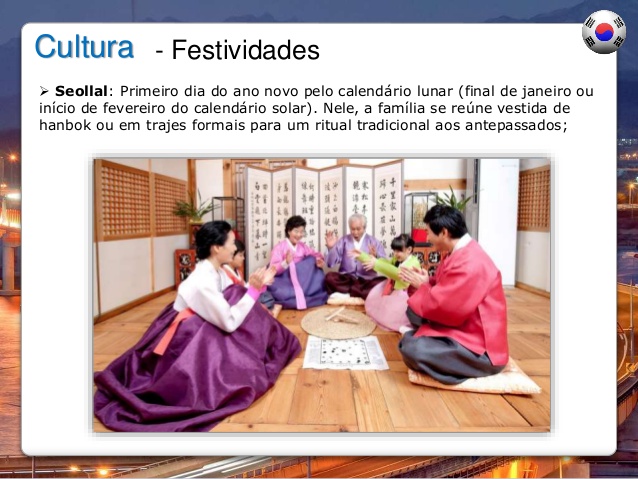 Cultura - Festividades
➢ Seollal: Primeiro dia do ano novo pelo calendário lunar (final de janeiro ou
início de fevereiro do calendário solar). Nele, a família se reúne vestida de
hanbok ou em trajes formais para um ritual tradicional aos antepassados;